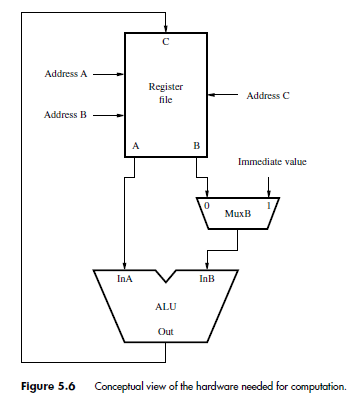 C
Address A
Register
file
Address C
Address B
A
B
Immediate value
0
1
MuxB
InA
InB
ALU
Out
Figure 5.6 Conceptual view of the hardware needed for computation.